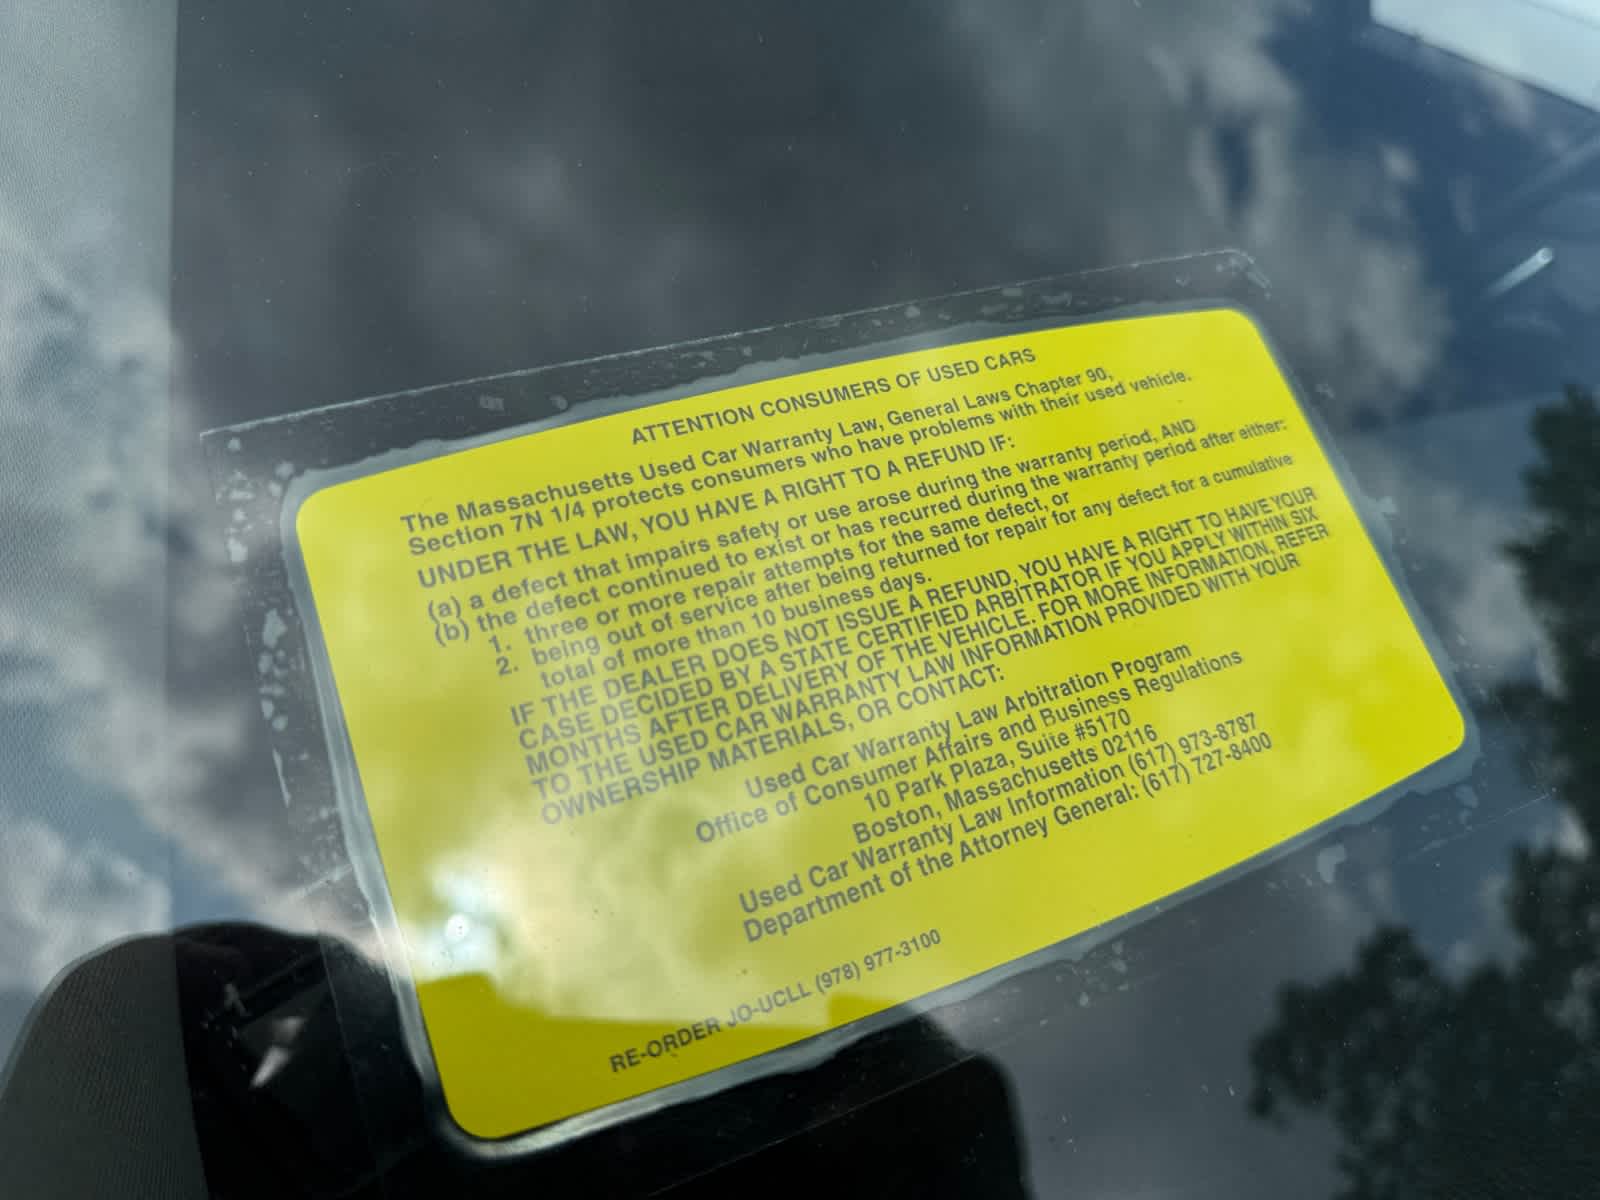 ATTENTION CONSUMERS OF USED CARS
The Massachusetts Used Car Warranty Law, General Laws Chapter 90,
Section 7N 1/4 protects consumers who have problems with their used vehicle.
UNDER THE LAW, YOU HAVE A RIGHT TO A REFUND IF:
(a) a defect that impairs safety or use arose during the warranty period, AND
(b) the defect continued to exist or has recurred during the warranty period after either:
1. three or more repair attempts for the same defect, or
2. being out of service after being returned for repair for any defect for a cumulative
total of more than 10 business days.
IF THE DEALER DOES NOT ISSUE A REFUND, YOU HAVE A RIGHT TO HAVE YOUR
CASE DECIDED BY A STATE CERTIFIED ARBITRATOR IF YOU APPLY WITHIN SIX
MONTHS AFTER DELIVERY OF THE VEHICLE. FOR MORE INFORMATION, REFER
TO THE USED CAR WARRANTY LAW INFORMATION PROVIDED WITH YOUR
OWNERSHIP MATERIALS, OR CONTACT:
Used Car Warranty Law Arbitration Program
Office of Consumer Affairs and Business Regulations
10 Park Plaza, Suite #5170
Boston, Massachusetts 02116
Used Car Warranty Law Information (617) 973-8787
Department of the Attorney General: (617) 727-8400
RE-ORDER JO-UCLL (978) 977-3100